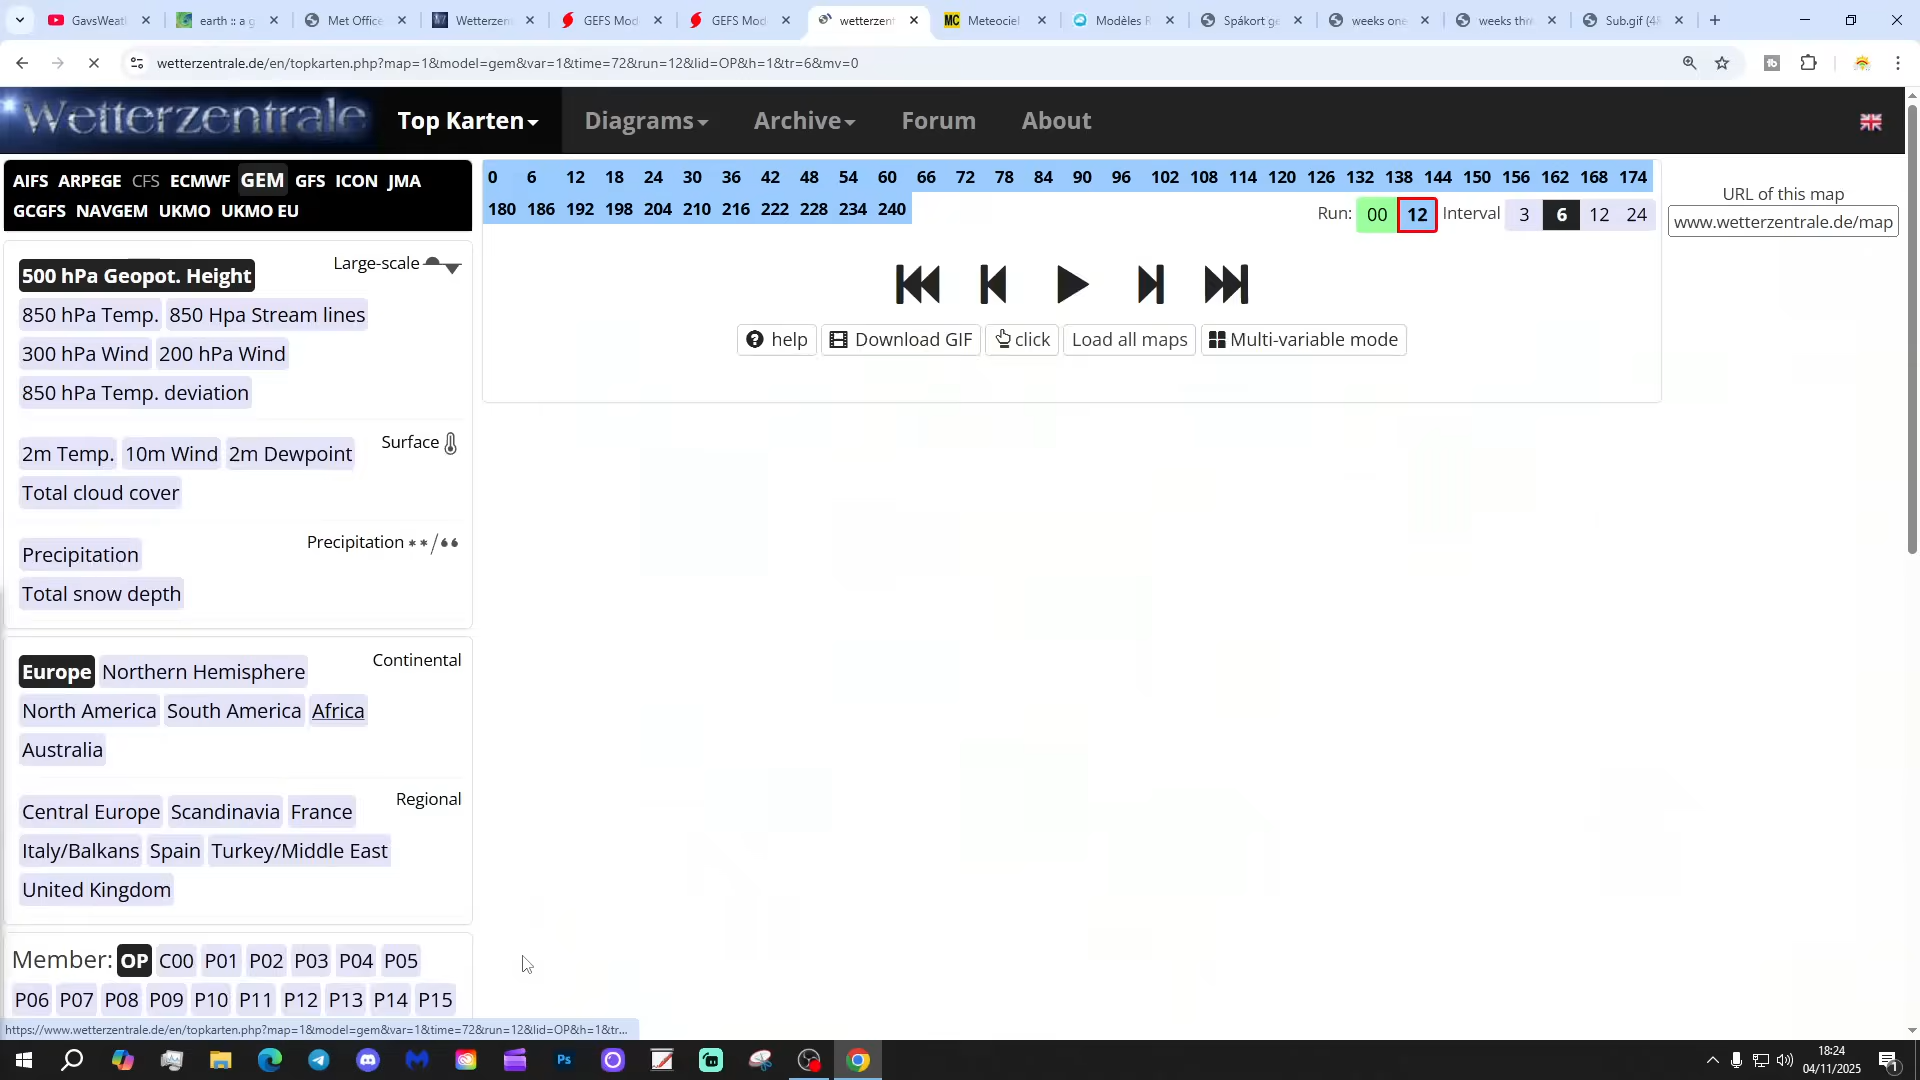 GavsWeath
earth :: a g
Met Office
Wetterzen
GEFS Mod
GEFS Mod
wetterzen
MC Meteociel
Modèles R
Spákort ge
weeks one
weeks thre
Sub.gif (48
wetterzentrale.de/en/topkarten.php?map=1&model=gem&var=1&time=72&run=12&lid=OP&h=1&tr=6&mv=0
Wetterzentrale Top Karten Diagrams Archive Forum About
AIFS ARPEGE CFS ECMWF GEM GFS ICON JMA
GCGFS NAVGEM UKMO UKMO EU
0 6 12 18 24 30 36 42 48 54 60 66 72 78 84 90 96 102 108 114 120 126 132 138 144 150 156 162 168 174
180 186 192 198 204 210 216 222 228 234 240
Run: 00 12 Interval 3 6 12 24
URL of this map
www.wetterzentrale.de/map
help Download GIF click Load all maps Multi-variable mode
Large-scale
500 hPa Geopot. Height
850 hPa Temp. 850 Hpa Stream lines
300 hPa Wind 200 hPa Wind
850 hPa Temp. deviation
Surface
2m Temp. 10m Wind 2m Dewpoint
Total cloud cover
Precipitation **/
Precipitation
Total snow depth
Continental
Europe Northern Hemisphere
North America South America Africa
Australia
Regional
Central Europe Scandinavia France
Italy/Balkans Spain Turkey/Middle East
United Kingdom
Member: OP C00 P01 P02 P03 P04 P05
P06 P07 P08 P09 P10 P11 P12 P13 P14 P15
https://www.wetterzentrale.de/en/topkarten.php?map=1&model=gem&var=1&time=72&run=12&lid=OP&h=1&tr...
Ps
18:24
04/11/2025
1